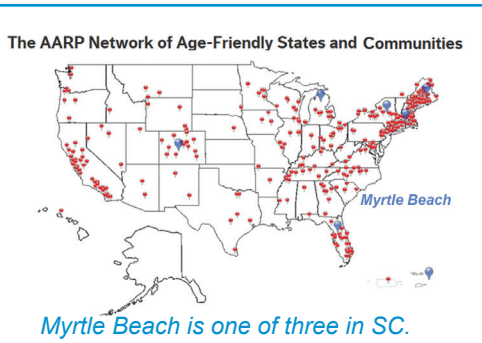 The AARP Network of Age-Friendly States and Communities
Myrtle Beach
Myrtle Beach is one of three in SC.